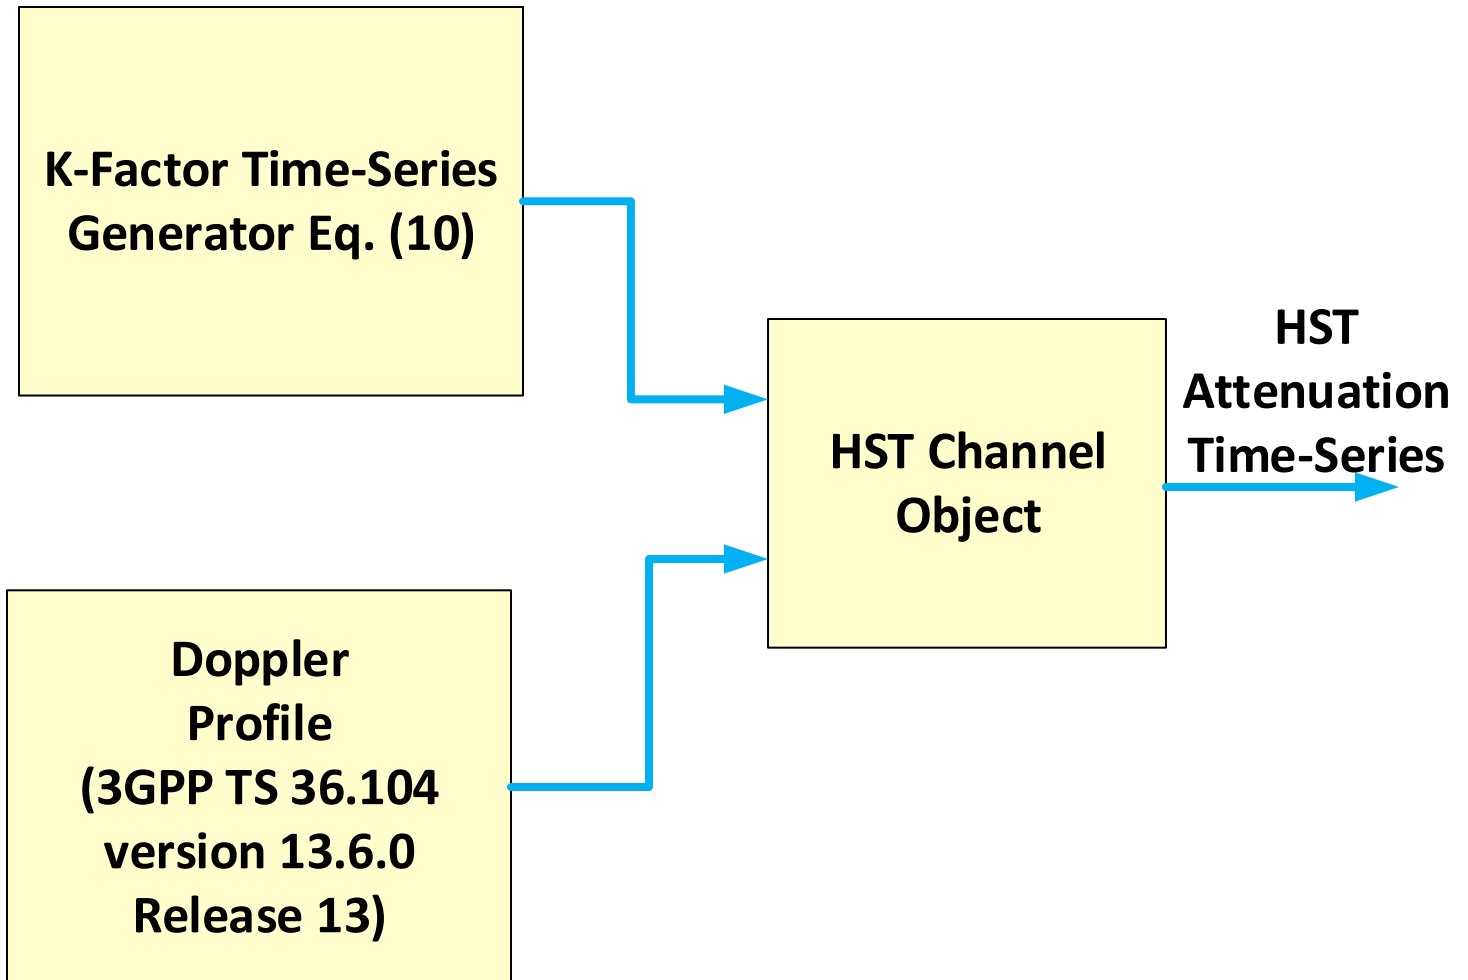 K-Factor Time-Series
Generator Eq. (10)
HST
Attenuation
Time-Series
HST Channel
Object
Doppler
Profile
(3GPP TS 36.104
version 13.6.0
Release 13)